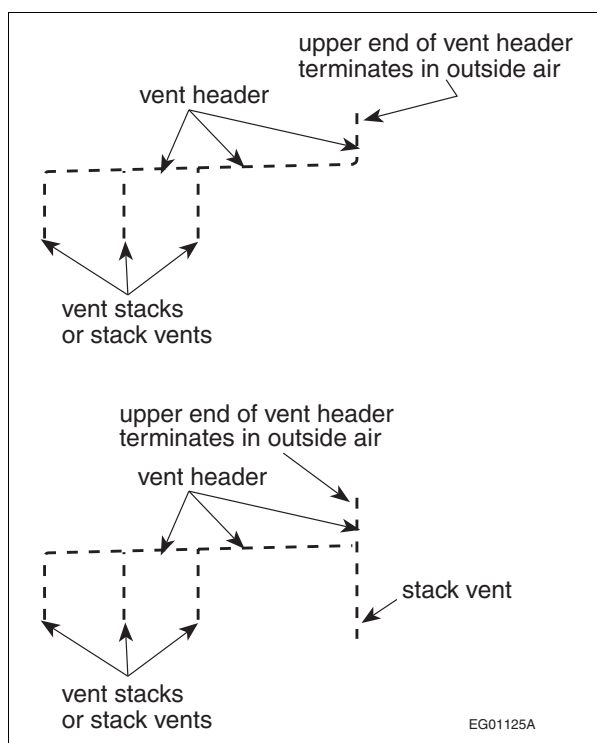 upper end of vent header
terminates in outside air
vent header
vent stacks
or stack vents
upper end of vent header
terminates in outside air
vent header
stack vent
vent stacks
or stack vents
EG01125A